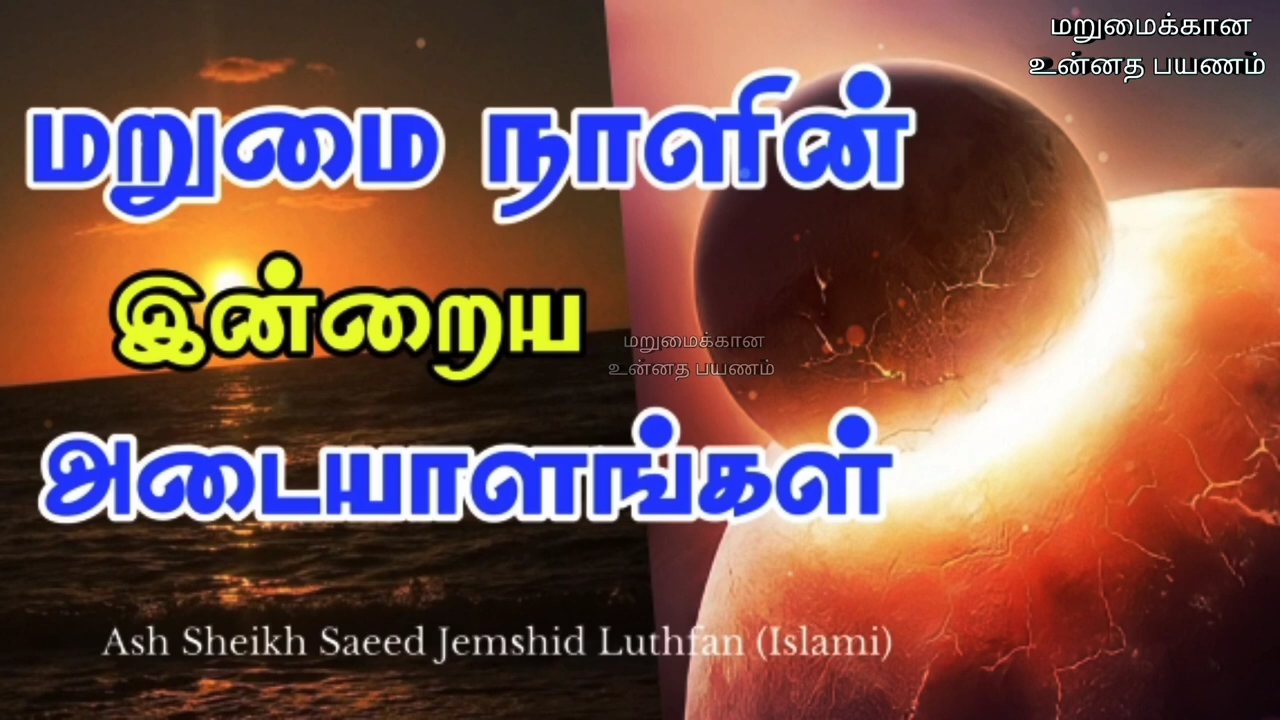 மறுமைக்கான
உன்னத பயணம்
மறுமை நாளின்
இன்றைய
மறுமைக்கான
உன்னத பயணம்
அடையாளங்கள்
Ash Sheikh Saeed Jemshid Luthfan (Islami)